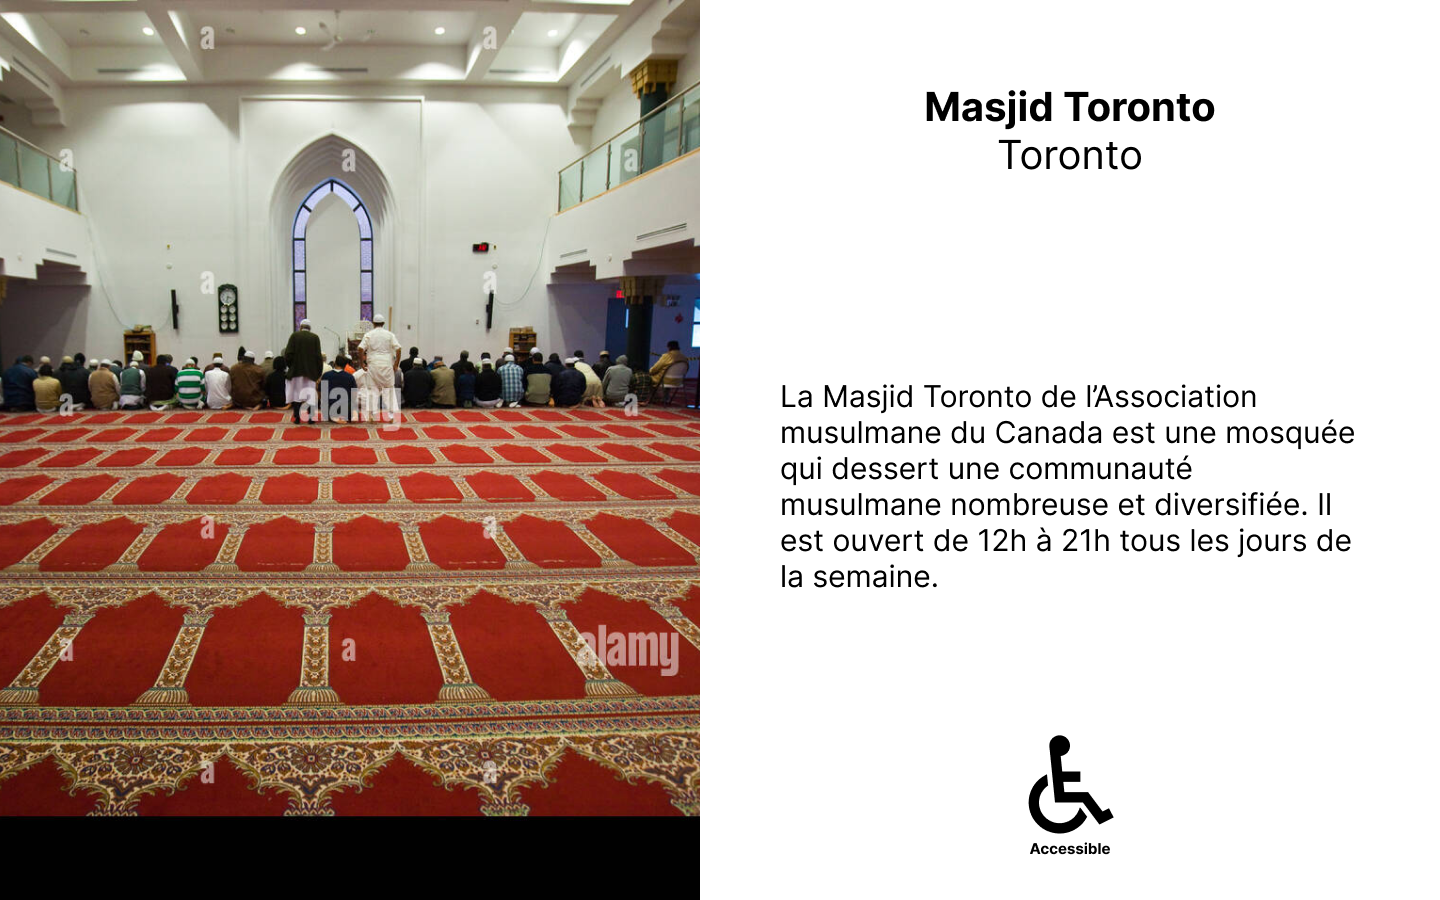 Masjid Toronto
Toronto
La Masjid Toronto de l’Association
musulmane du Canada est une mosquée
qui dessert une communauté
musulmane nombreuse et diversifiée. Il
est ouvert de 12h à 21h tous les jours de
la semaine.
Accessible
a
a
a
a
a
a
a
a
alamy
a
a
a
a
alamy
a
a